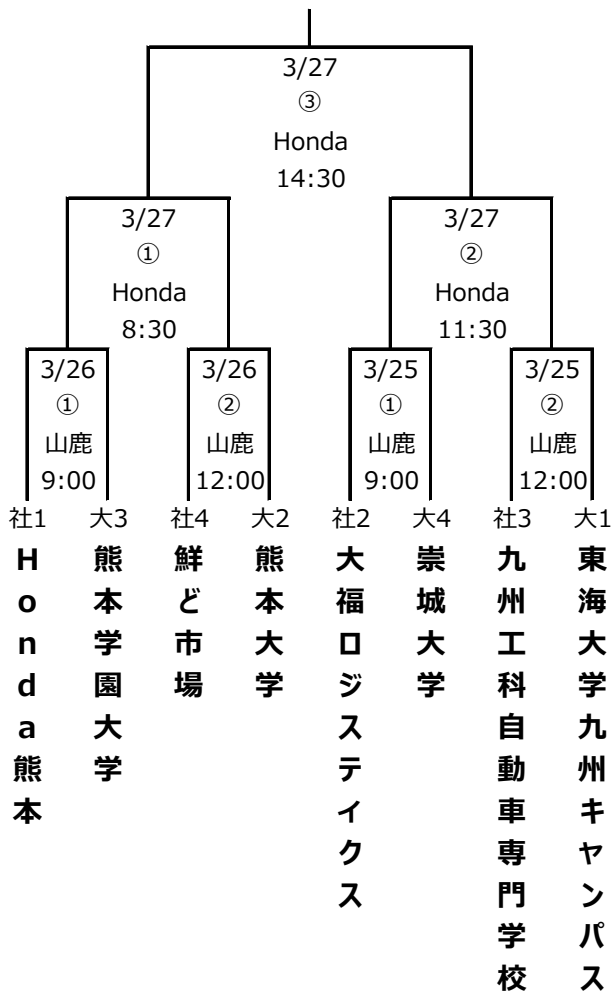 3/27
③
Honda
14:30
3/27
①
Honda
8:30
3/27
②
Honda
11:30
3/26
①
山鹿
9:00
3/26
②
山鹿
12:00
3/25
①
山鹿
9:00
3/25
②
山鹿
12:00
社1
大3
社4
大2
社2
大4
社3
大1
Honda熊本
熊本学園大学
鮮ど市場
熊本大学
大福ロジステイクス
崇城大学
九州工科自動車専門学校
東海大学九州キヤンパス